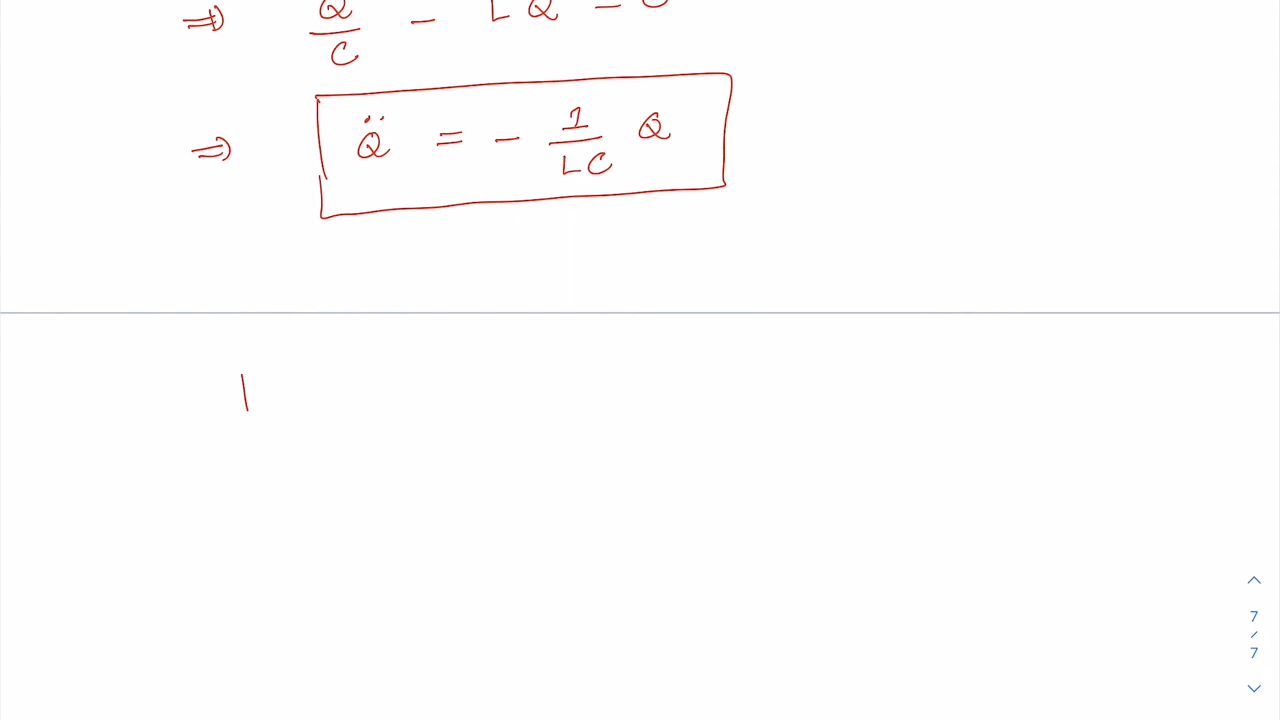 ⇒ Q/C - LQ = 0
⇒ Q̈ = - 1/LC Q
7
/
7